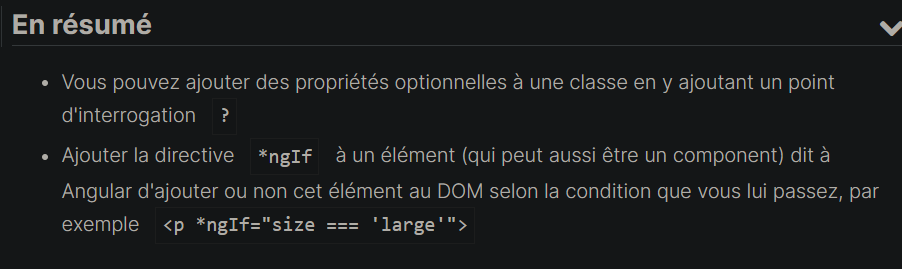 En résumé
• Vous pouvez ajouter des propriétés optionnelles à une classe en y ajoutant un point
d'interrogation ?
• Ajouter la directive *ngIf à un élément (qui peut aussi être un component) dit à
Angular d'ajouter ou non cet élément au DOM selon la condition que vous lui passez, par
exemple <p *ngIf="size === 'large'">